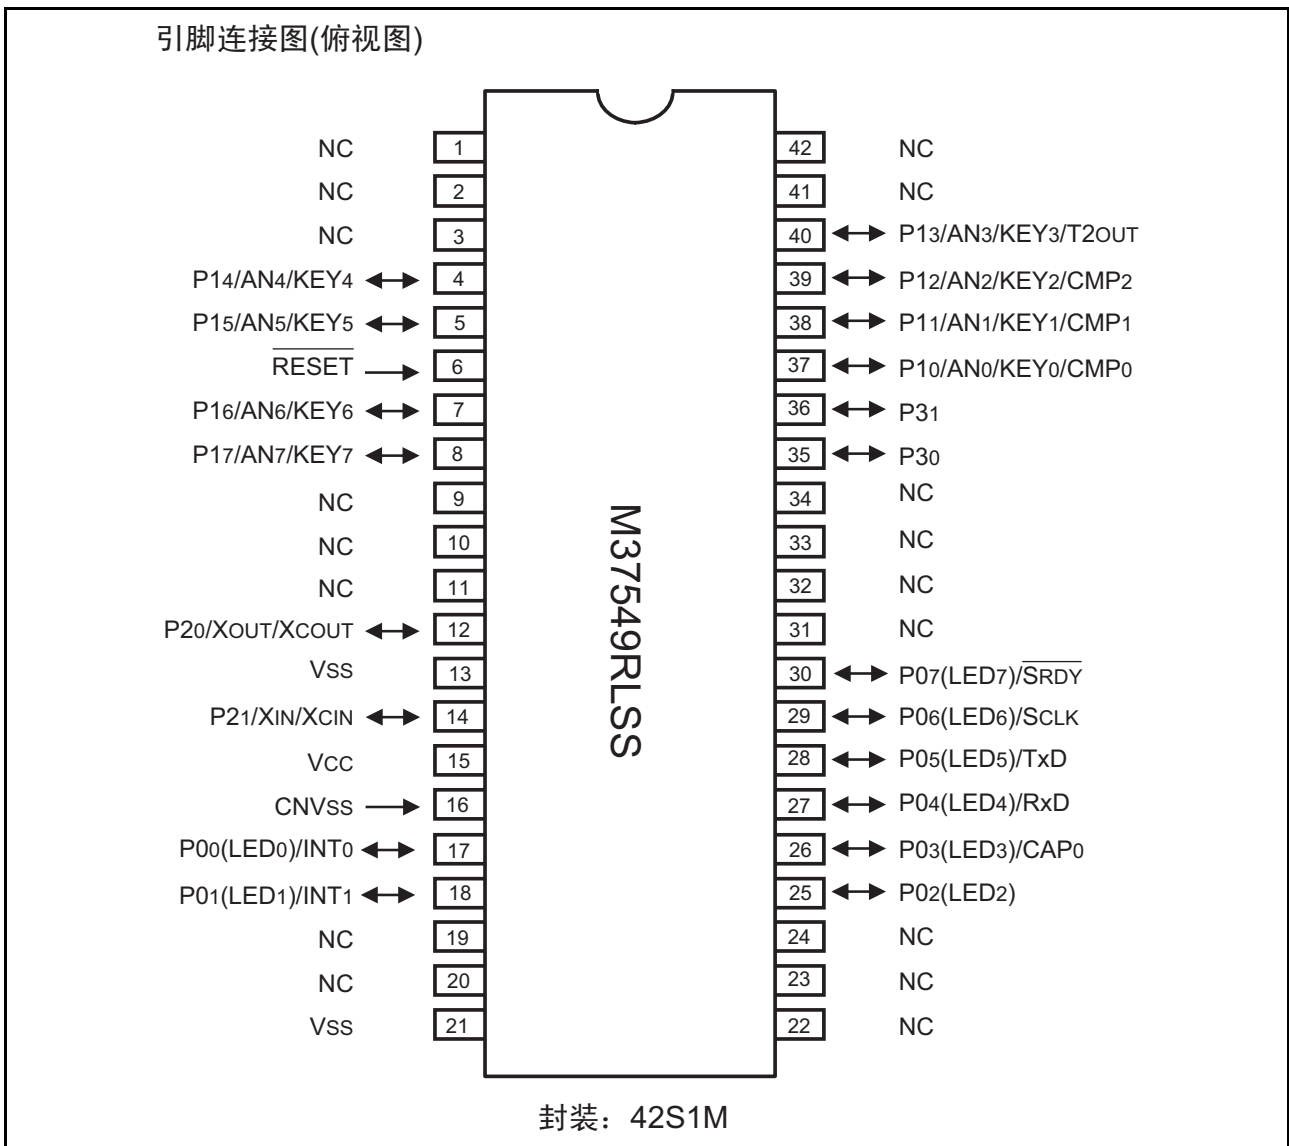 引脚连接图(俯视图)
NC 1 42 NC
NC 2 41 NC
NC 3 40 P13/AN3/KEY3/T2OUT
P14/AN4/KEY4 4 39 P12/AN2/KEY2/CMP2
P15/AN5/KEY5 5 38 P11/AN1/KEY1/CMP1
RESET 6 37 P10/AN0/KEY0/CMP0
P16/AN6/KEY6 7 36 P31
P17/AN7/KEY7 8 35 P30
NC 9 34 NC
NC 10 33 NC
NC 11 32 NC
P20/XOUT/XCOUT 12 31 NC
VSS 13 30 P07(LED7)/SRDY
P21/XIN/XCIN 14 29 P06(LED6)/SCLK
VCC 15 28 P05(LED5)/TxD
CNVSS 16 27 P04(LED4)/RxD
P00(LED0)/INT0 17 26 P03(LED3)/CAP0
P01(LED1)/INT1 18 25 P02(LED2)
NC 19 24 NC
NC 20 23 NC
VSS 21 22 NC
M37549RLSS
封装：42S1M